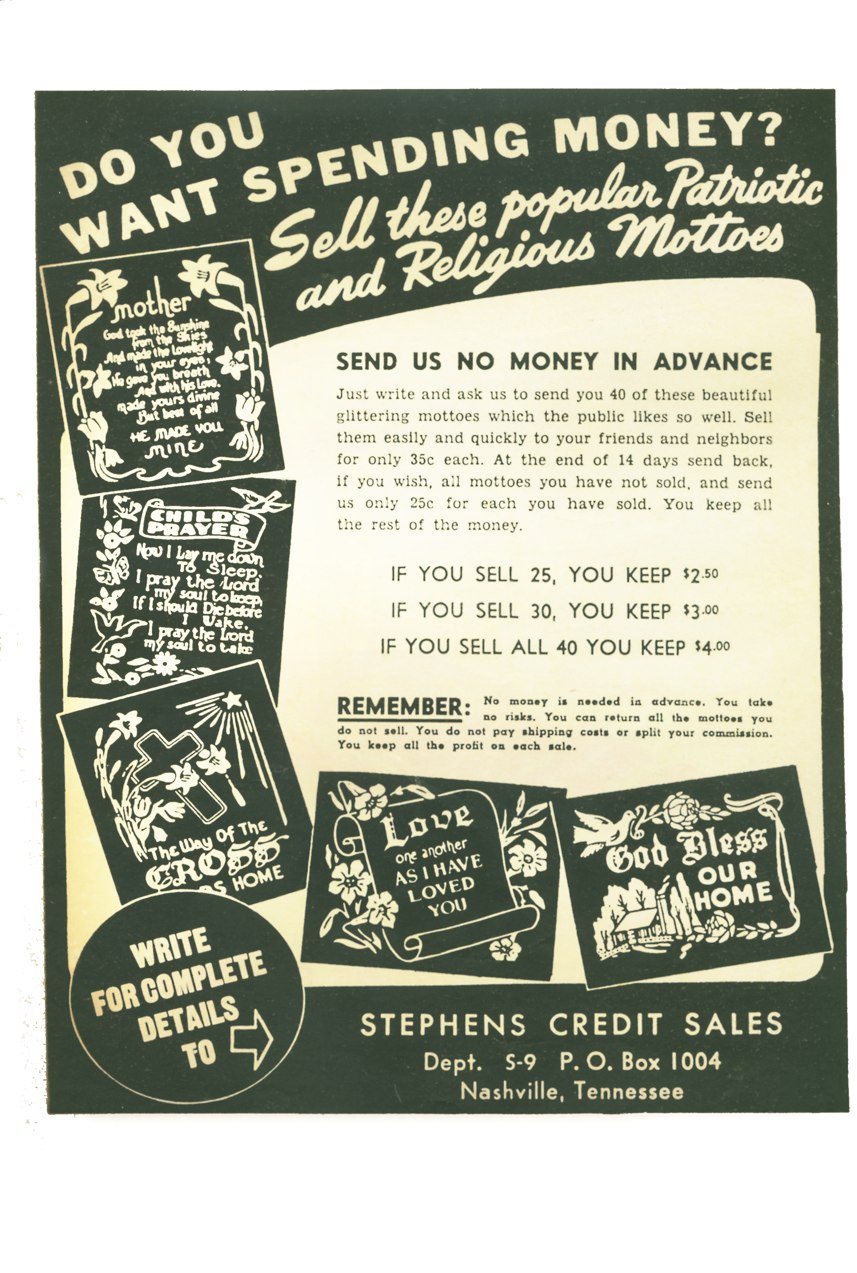 DO YOU
WANT SPENDING MONEY?
Sell these popular Patriotic
and Religious Mottoes
mother
God took the Sunshine
from the Skies
And made the Lovelight
in your eyes;
He gave you breath
And with his Love,
made yours divine
But best of all
HE MADE YOU
MINE
CHILD'S
PRAYER
Now I Lay me down
To Sleep,
I pray the Lord
my soul to keep,
If I should Die before
I Wake,
I pray the Lord
my soul to take
The Way Of The
CROSS
HOME
SEND US NO MONEY IN ADVANCE
Just write and ask us to send you 40 of these beautiful
glittering mottoes which the public likes so well. Sell
them easily and quickly to your friends and neighbors
for only 35c each. At the end of 14 days send back,
if you wish, all mottoes you have not sold, and send
us only 25c for each you have sold. You keep all
the rest of the money.
IF YOU SELL 25, YOU KEEP $2.50
IF YOU SELL 30, YOU KEEP $3.00
IF YOU SELL ALL 40 YOU KEEP $4.00
REMEMBER: No money is needed in advance. You take
no risks. You can return all the mottoes you
do not sell. You do not pay shipping costs or split your commission.
You keep all the profit on each sale.
Love
one another
AS I HAVE
LOVED
YOU
God Bless
OUR
HOME
WRITE
FOR COMPLETE
DETAILS
TO
STEPHENS CREDIT SALES
Dept. S-9 P. O. Box 1004
Nashville, Tennessee